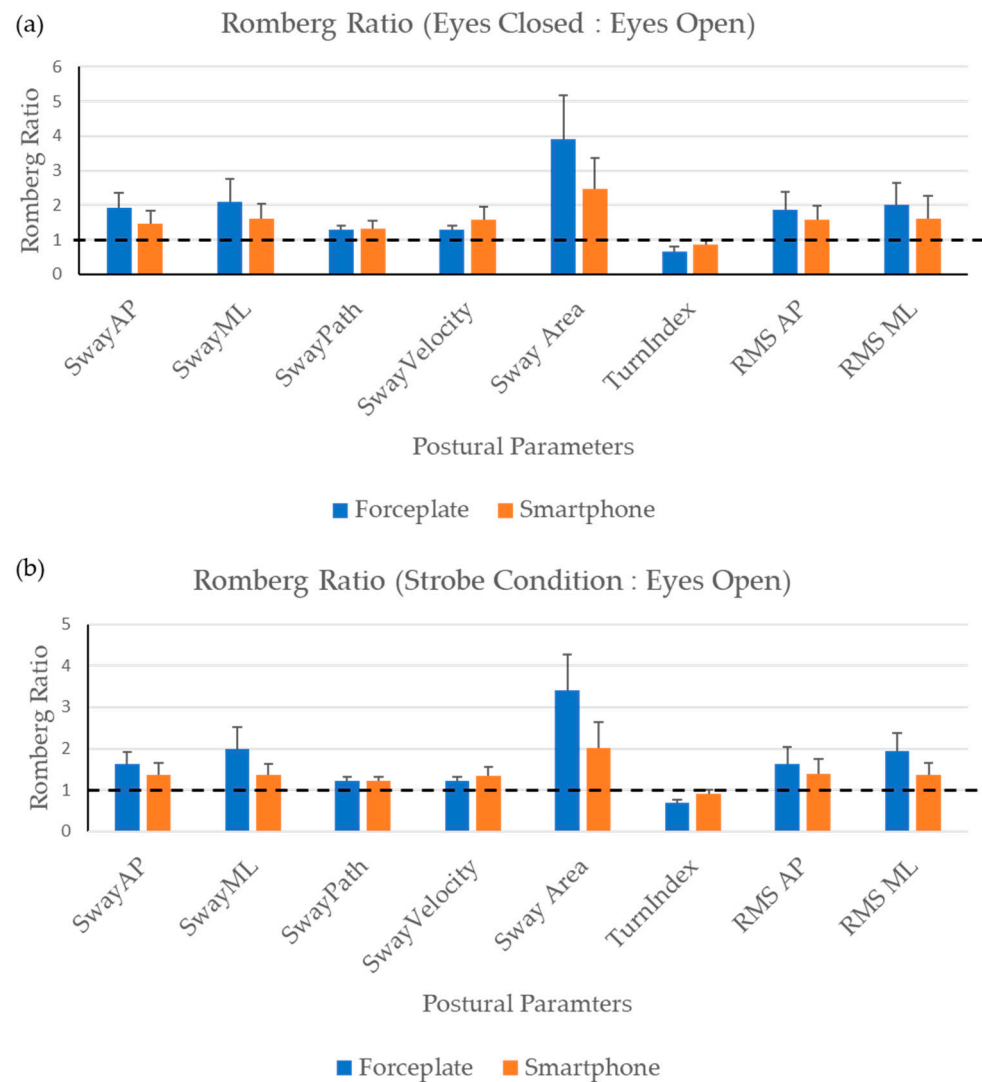 (a)
Romberg Ratio (Eyes Closed : Eyes Open)
Romberg Ratio
6
5
4
3
2
1
0
SwayAP
SwayML
SwayPath
SwayVelocity
Sway Area
TurnIndex
RMS AP
RMS ML
Postural Parameters
Forceplate
Smartphone
(b)
Romberg Ratio (Strobe Condition : Eyes Open)
Romberg Ratio
5
4
3
2
1
0
SwayAP
SwayML
SwayPath
SwayVelocity
Sway Area
TurnIndex
RMS AP
RMS ML
Postural Paramters
Forceplate
Smartphone